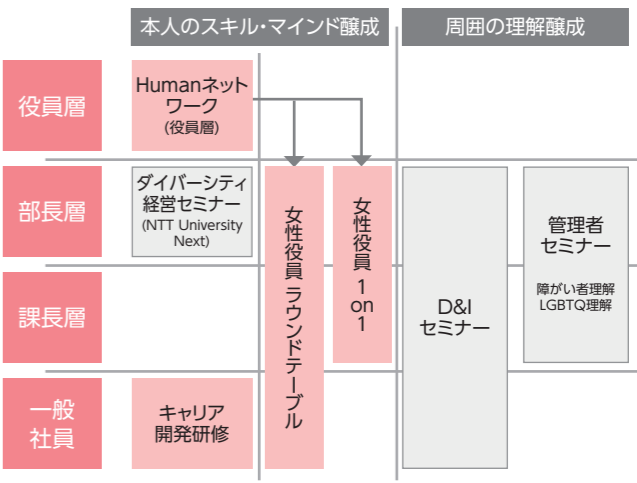 本人のスキル・マインド醸成
周囲の理解醸成
役員層
Humanネット
ワーク
(役員層)
部長層
ダイバーシティ
経営セミナー
(NTT University
Next)
女性役員 ラウンドテーブル
女性役員 1 on 1
管理者
セミナー
障がい者理解
LGBTQ理解
課長層
D&I
セミナー
一般
社員
キャリア
開発研修